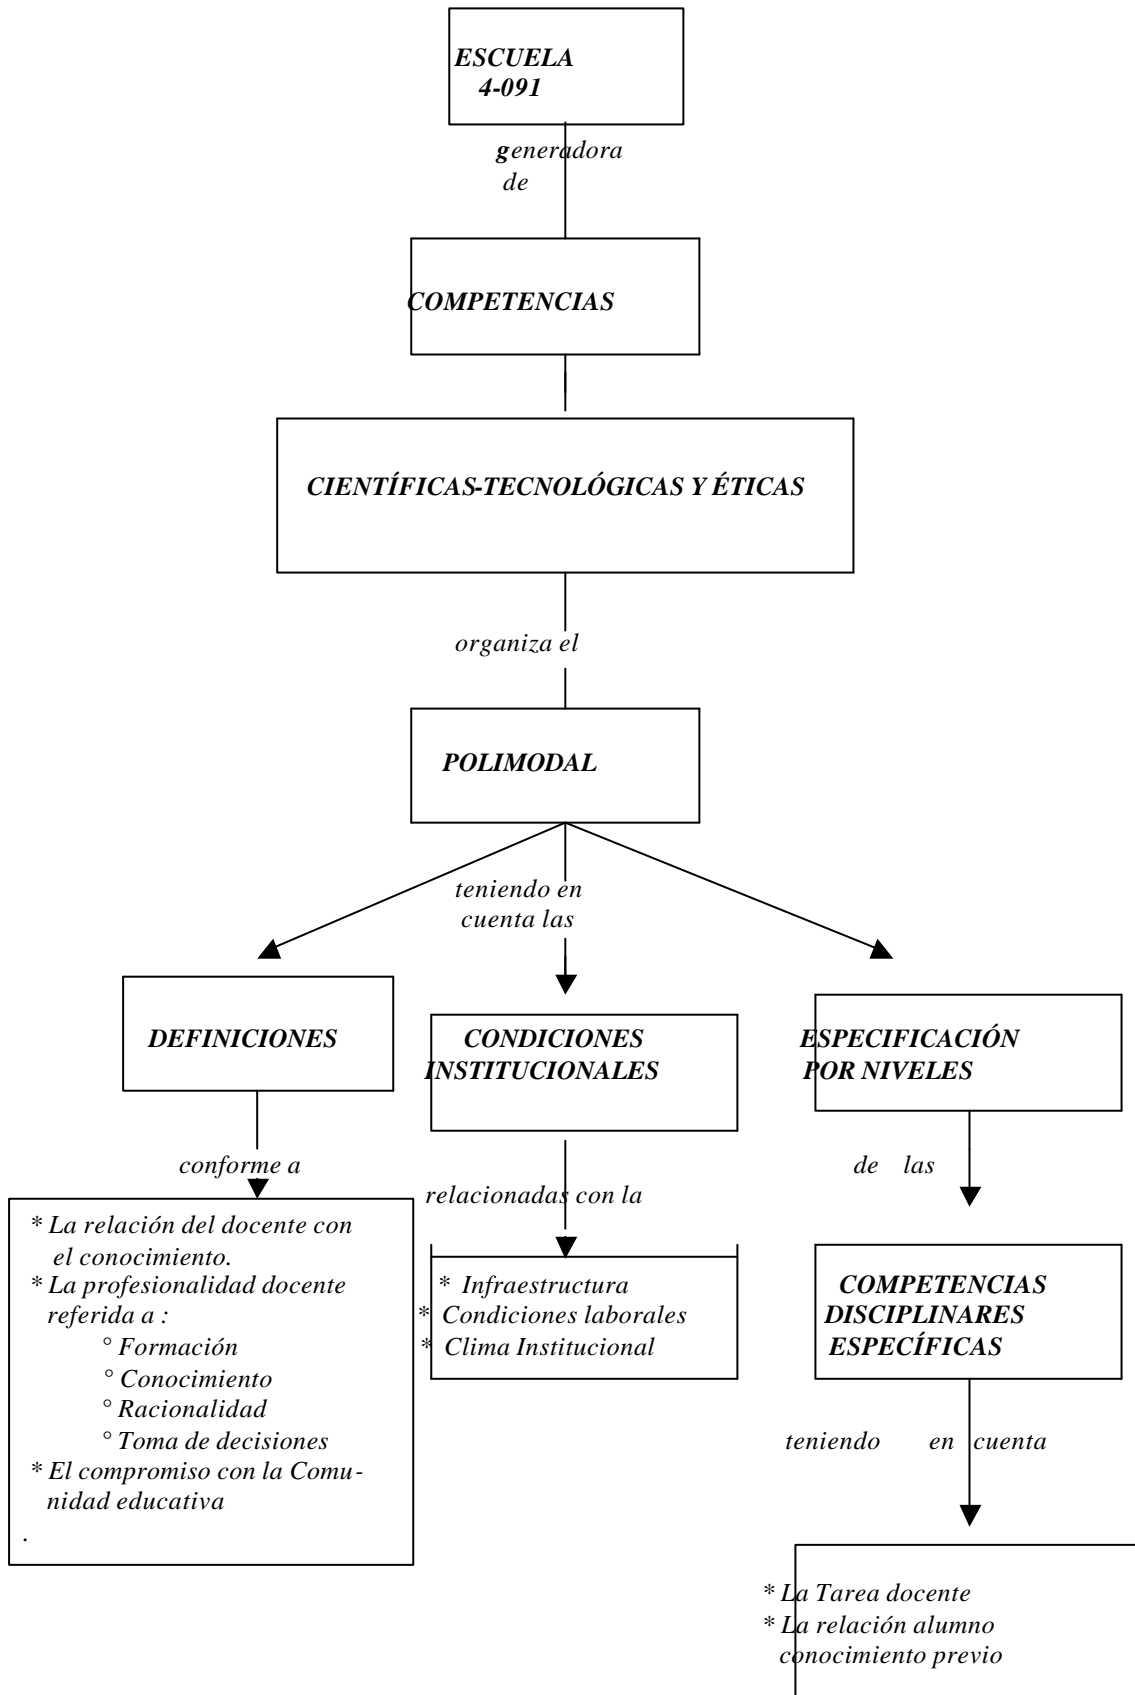 ESCUELA
4-091
generadora
de
COMPETENCIAS
CIENTÍFICAS-TECNOLÓGICAS Y ÉTICAS
organiza el
POLIMODAL
teniendo en
cuenta las
DEFINICIONES
CONDICIONES
INSTITUCIONALES
ESPECIFICACIÓN
POR NIVELES
conforme a
relacionadas con la
de las
* La relación del docente con
el conocimiento.
* La profesionalidad docente
referida a :
° Formación
° Conocimiento
° Racionalidad
° Toma de decisiones
* El compromiso con la Comu-
nidad educativa
.
* Infraestructura
* Condiciones laborales
* Clima Institucional
COMPETENCIAS
DISCIPLINARES
ESPECÍFICAS
teniendo en cuenta
* La Tarea docente
* La relación alumno
conocimiento previo